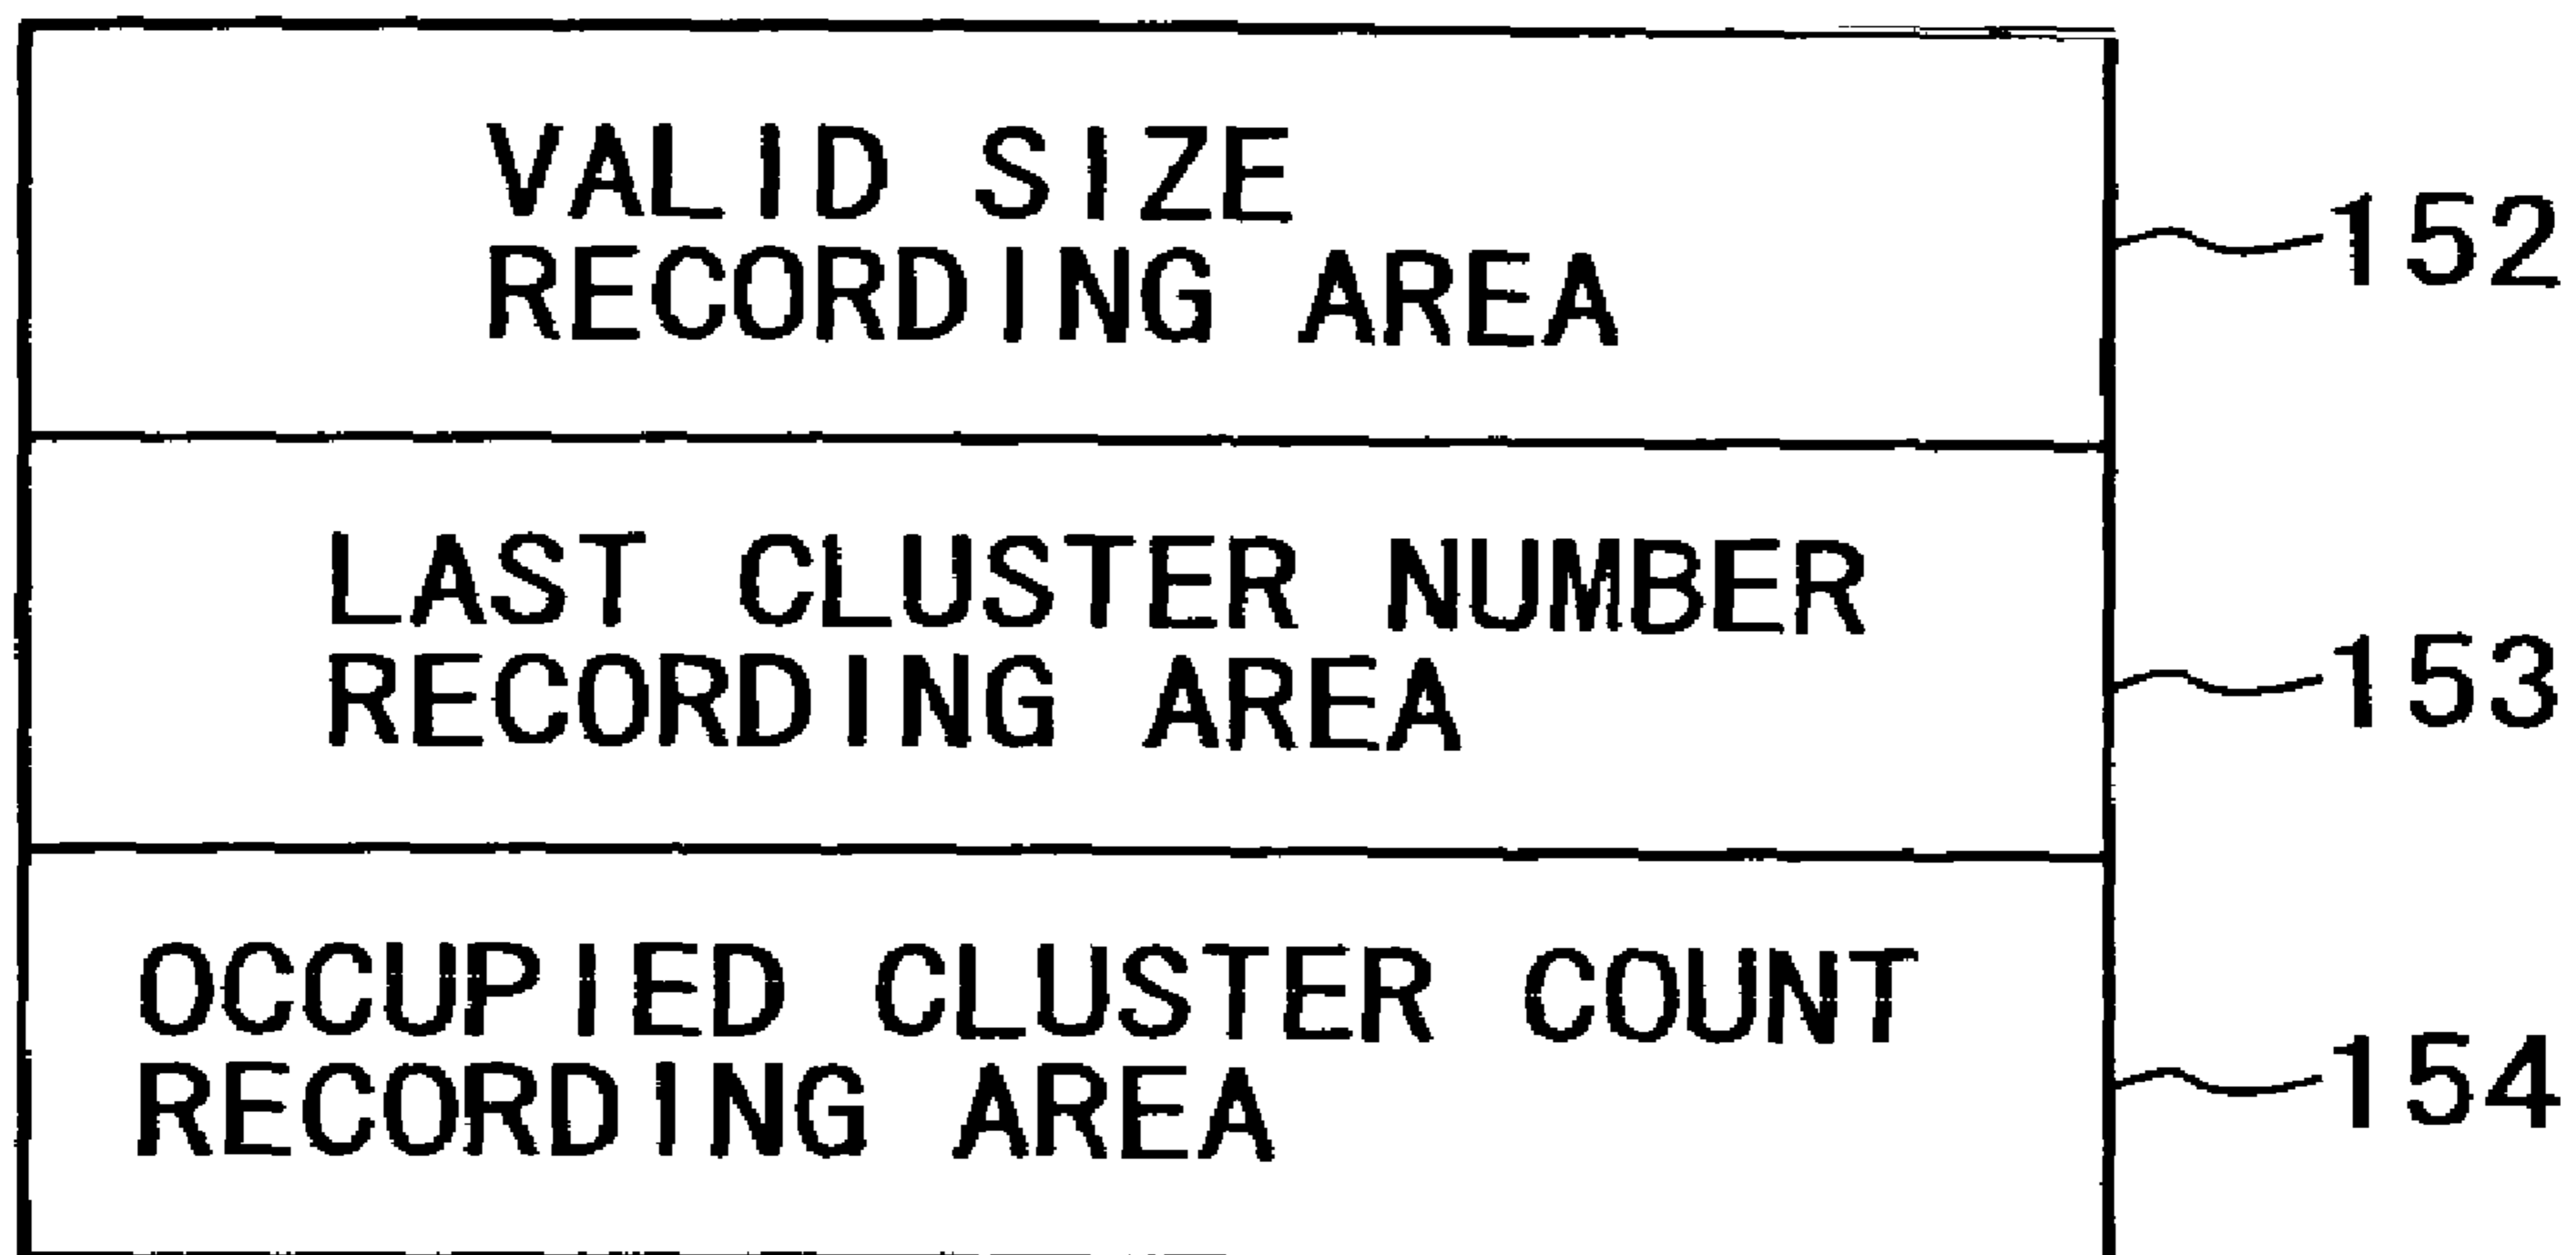 VALID SIZE
RECORDING AREA
152
LAST CLUSTER NUMBER
RECORDING AREA
153
OCCUPIED CLUSTER COUNT
RECORDING AREA
154